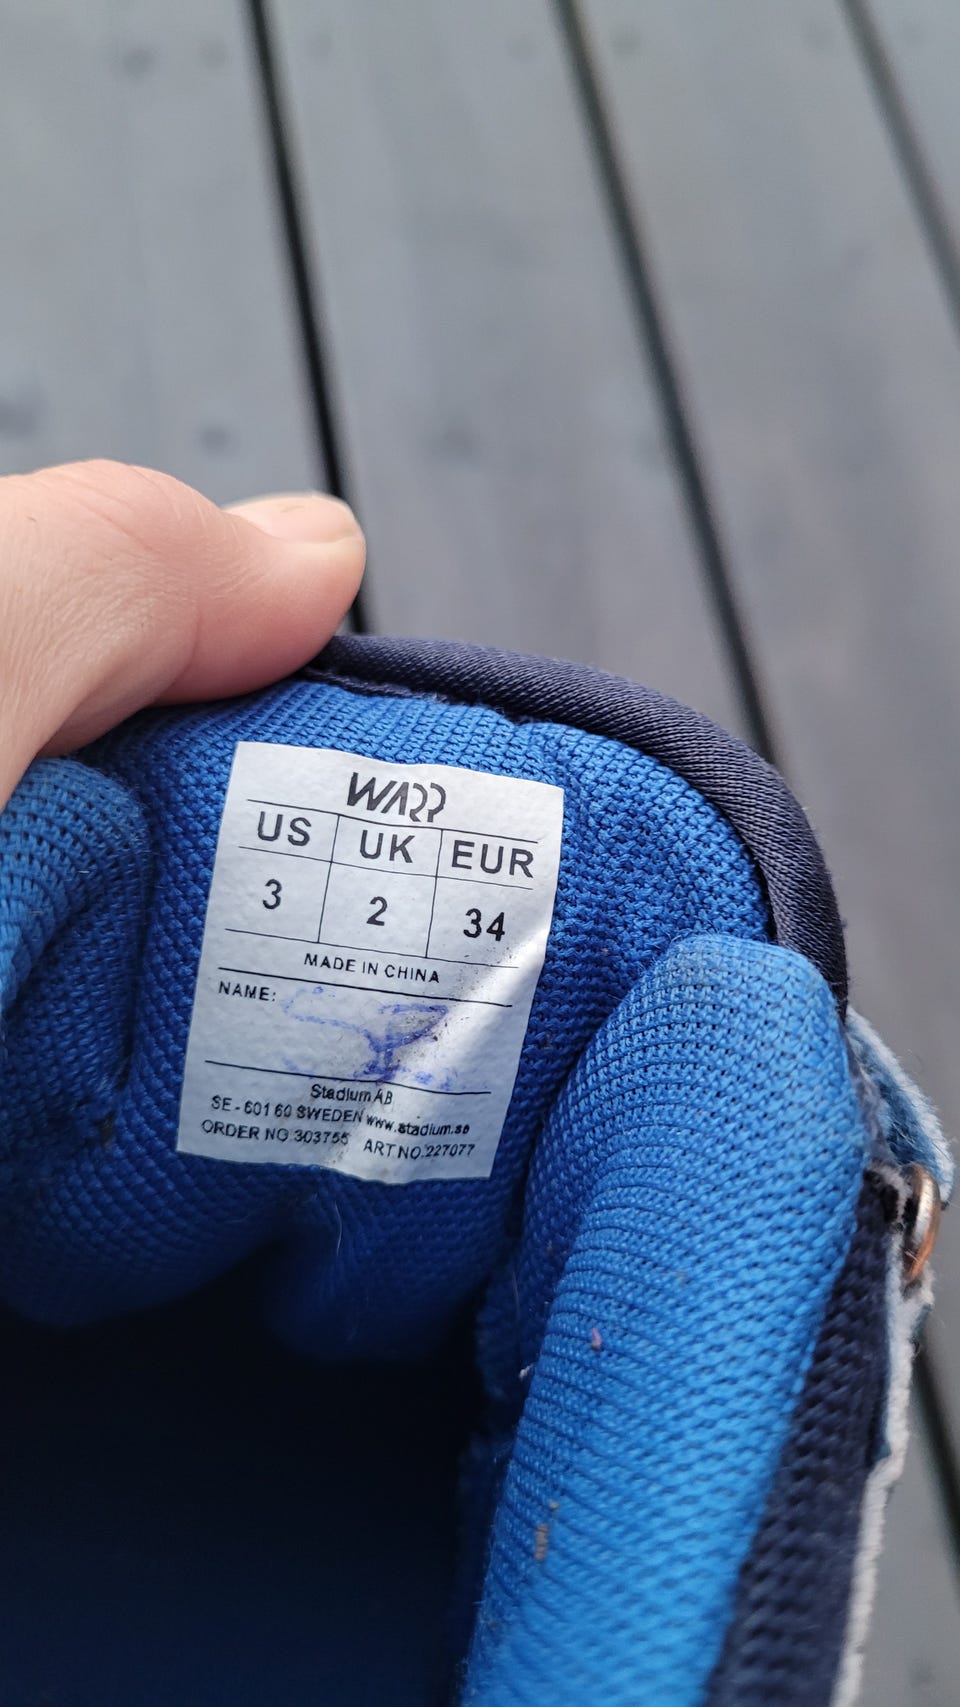 WARP
US UK EUR
3 2 34
MADE IN CHINA
NAME:
Stadium AB
SE - 601 60 SWEDEN www.stadium.se
ORDER NO 303755 ART NO.227077